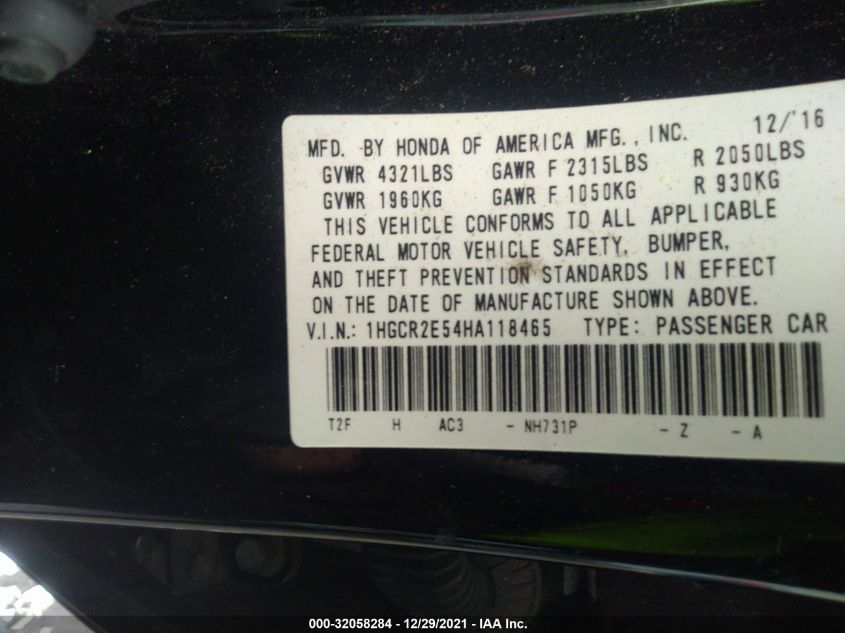 MFD. BY HONDA OF AMERICA MFG., INC. 12/'16
GVWR 4321LBS GAWR F 2315LBS R 2050LBS
GVWR 1960KG GAWR F 1050KG R 930KG
THIS VEHICLE CONFORMS TO ALL APPLICABLE
FEDERAL MOTOR VEHICLE SAFETY, BUMPER,
AND THEFT PREVENTION STANDARDS IN EFFECT
ON THE DATE OF MANUFACTURE SHOWN ABOVE.
V.I.N.: 1HGCR2E54HA118465 TYPE: PASSENGER CAR
T2F H AC3 - NH731P - Z - A
000-32058284 - 12/29/2021 - IAA Inc.